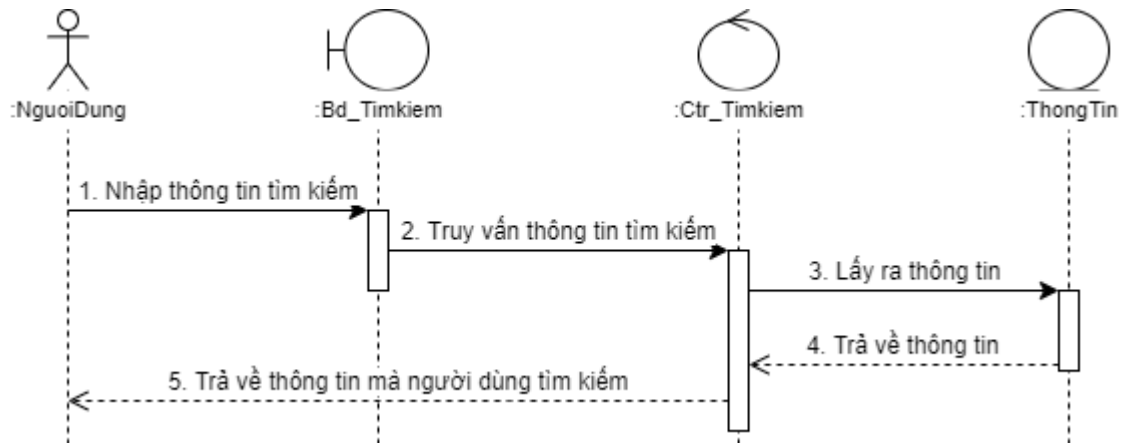 :NguoiDung
:Bd_Timkiem
:Ctr_Timkiem
:ThongTin
1. Nhập thông tin tìm kiếm
2. Truy vấn thông tin tìm kiếm
3. Lấy ra thông tin
4. Trả về thông tin
5. Trả về thông tin mà người dùng tìm kiếm